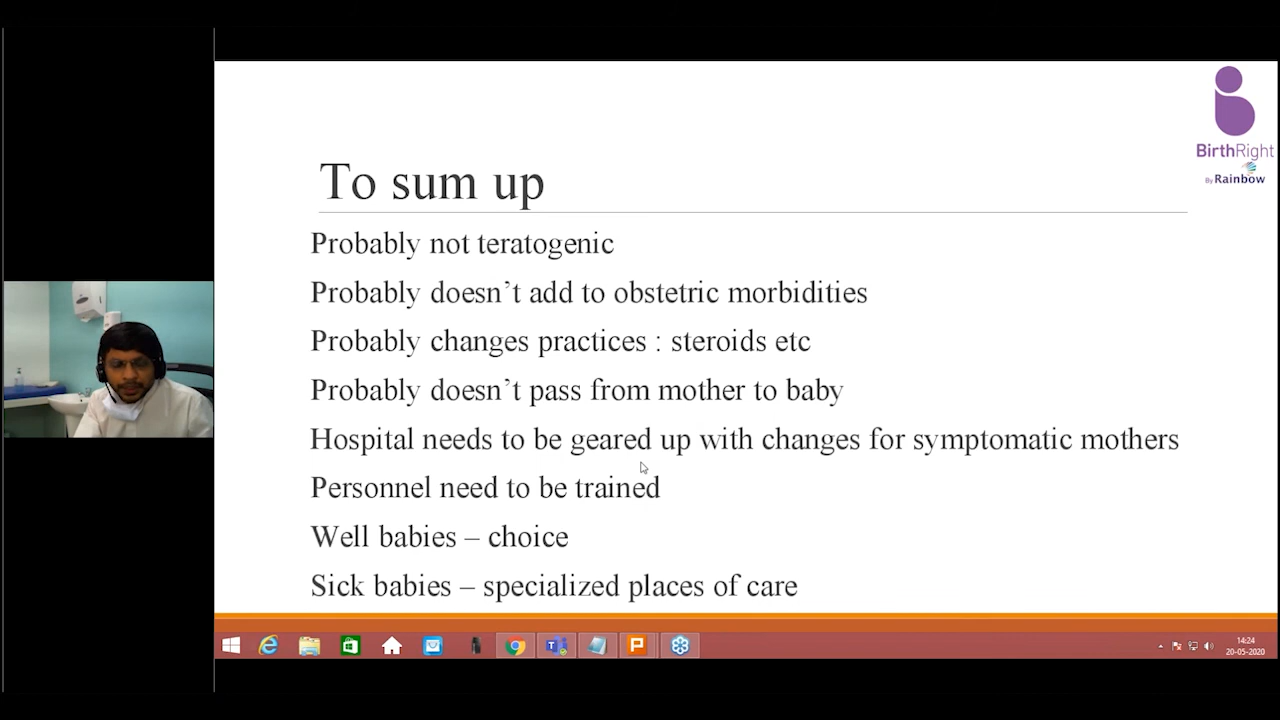 BirthRight
By Rainbow
To sum up
Probably not teratogenic
Probably doesn’t add to obstetric morbidities
Probably changes practices : steroids etc
Probably doesn’t pass from mother to baby
Hospital needs to be geared up with changes for symptomatic mothers
Personnel need to be trained
Well babies – choice
Sick babies – specialized places of care
14:24
20-05-2020